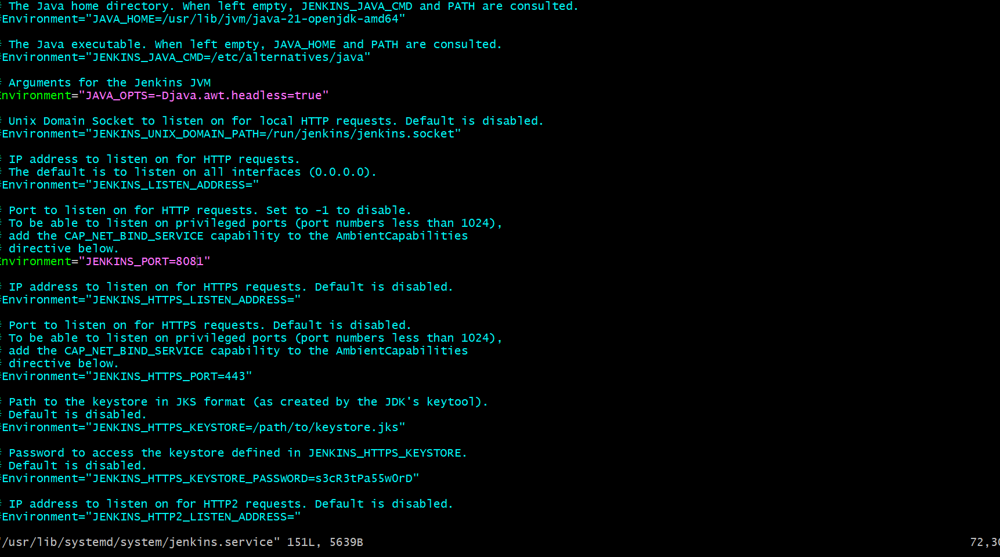 # The Java home directory. When left empty, JENKINS_JAVA_CMD and PATH are consulted.
#Environment="JAVA_HOME=/usr/lib/jvm/java-21-openjdk-amd64"
# The Java executable. When left empty, JAVA_HOME and PATH are consulted.
#Environment="JENKINS_JAVA_CMD=/etc/alternatives/java"
# Arguments for the Jenkins JVM
Environment="JAVA_OPTS=-Djava.awt.headless=true"
# Unix Domain Socket to listen on for local HTTP requests. Default is disabled.
#Environment="JENKINS_UNIX_DOMAIN_PATH=/run/jenkins/jenkins.socket"
# IP address to listen on for HTTP requests.
# The default is to listen on all interfaces (0.0.0.0).
#Environment="JENKINS_LISTEN_ADDRESS="
# Port to listen on for HTTP requests. Set to -1 to disable.
# To be able to listen on privileged ports (port numbers less than 1024),
# add the CAP_NET_BIND_SERVICE capability to the AmbientCapabilities
# directive below.
Environment="JENKINS_PORT=8081"
# IP address to listen on for HTTPS requests. Default is disabled.
#Environment="JENKINS_HTTPS_LISTEN_ADDRESS="
# Port to listen on for HTTPS requests. Default is disabled.
# To be able to listen on privileged ports (port numbers less than 1024),
# add the CAP_NET_BIND_SERVICE capability to the AmbientCapabilities
# directive below.
#Environment="JENKINS_HTTPS_PORT=443"
# Path to the keystore in JKS format (as created by the JDK's keytool).
# Default is disabled.
#Environment="JENKINS_HTTPS_KEYSTORE=/path/to/keystore.jks"
# Password to access the keystore defined in JENKINS_HTTPS_KEYSTORE.
# Default is disabled.
#Environment="JENKINS_HTTPS_KEYSTORE_PASSWORD=s3cR3tPa55w0rD"
# IP address to listen on for HTTP2 requests. Default is disabled.
#Environment="JENKINS_HTTP2_LISTEN_ADDRESS="
"/usr/lib/systemd/system/jenkins.service" 151L, 5639B 72,30